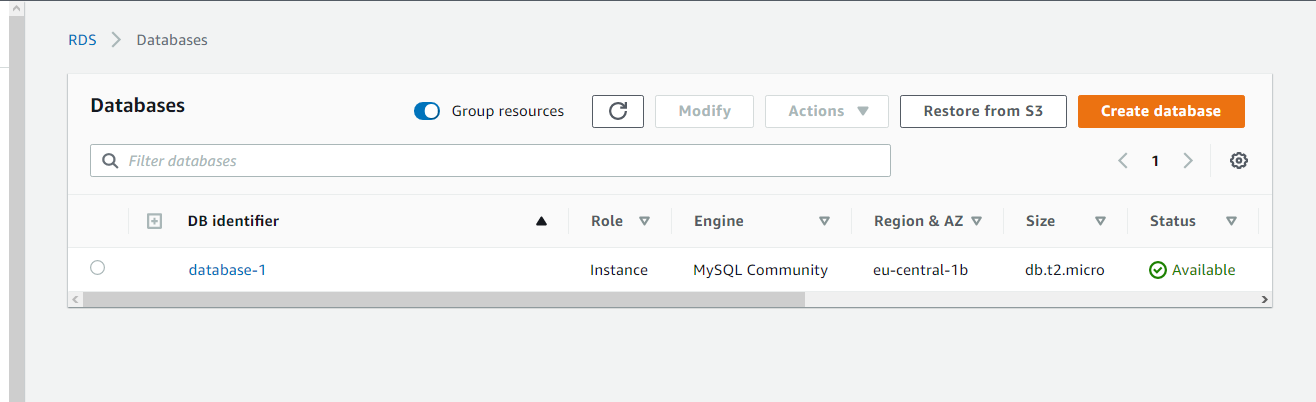 RDS Databases
Databases Group resources Modify Actions Restore from S3 Create database
Filter databases 1
DB identifier Role Engine Region & AZ Size Status
database-1 Instance MySQL Community eu-central-1b db.t2.micro Available